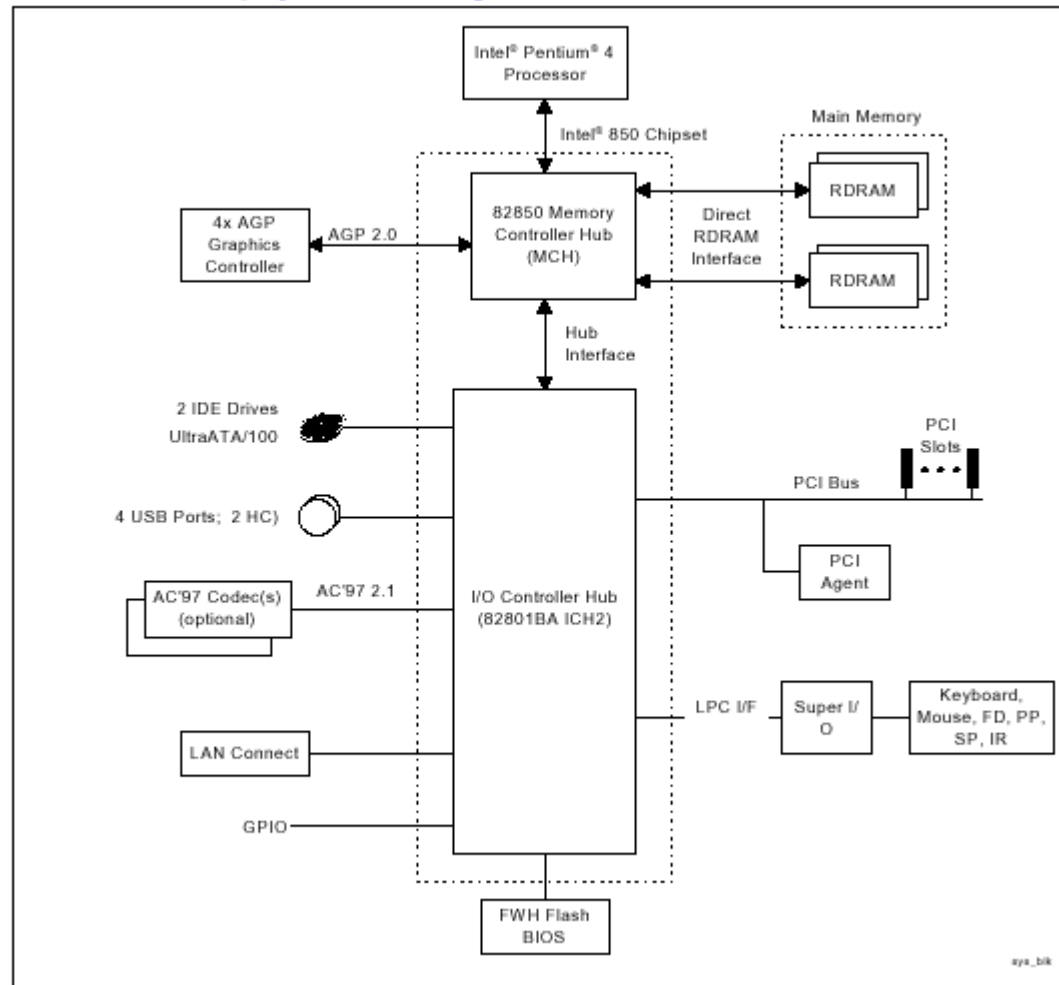 Intel® Pentium® 4
Processor
Intel® 850 Chipset
Main Memory
RDRAM
RDRAM
Direct
RDRAM
Interface
82850 Memory
Controller Hub
(MCH)
4x AGP
Graphics
Controller
AGP 2.0
Hub
Interface
2 IDE Drives
UltraATA/100
4 USB Ports; 2 HC)
AC'97 Codec(s)
(optional)
AC'97 2.1
I/O Controller Hub
(82801BA ICH2)
PCI
Slots
PCI Bus
PCI
Agent
LPC I/F
Super I/
O
Keyboard,
Mouse, FD, PP,
SP, IR
LAN Connect
GPIO
FWH Flash
BIOS
sys_blk